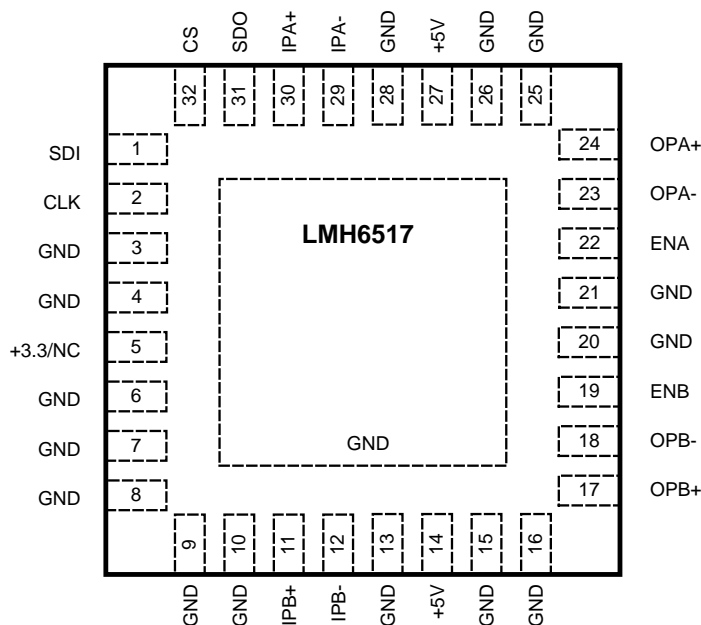 CS
SDO
IPA+
IPA-
GND
+5V
GND
GND
32
31
30
29
28
27
26
25
SDI 1
CLK 2
GND 3
GND 4
+3.3/NC 5
GND 6
GND 7
GND 8
LMH6517
GND
24 OPA+
23 OPA-
22 ENA
21 GND
20 GND
19 ENB
18 OPB-
17 OPB+
9
10
11
12
13
14
15
16
GND
GND
IPB+
IPB-
GND
+5V
GND
GND